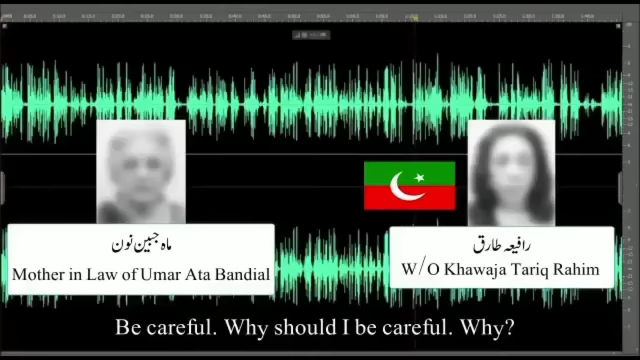 ماہ جبین نون
Mother in Law of Umar Ata Bandial
رافیعہ طارق
W/O Khawaja Tariq Rahim
Be careful. Why should I be careful. Why?